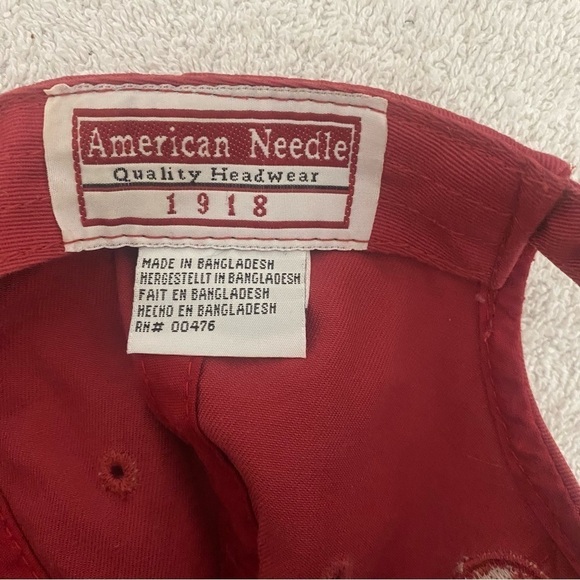 American Needle
Quality Headwear
1918
MADE IN BANGLADESH
HERGESTELLT IN BANGLADESH
FAIT EN BANGLADESH
HECHO EN BANGLADESH
RN# 00476